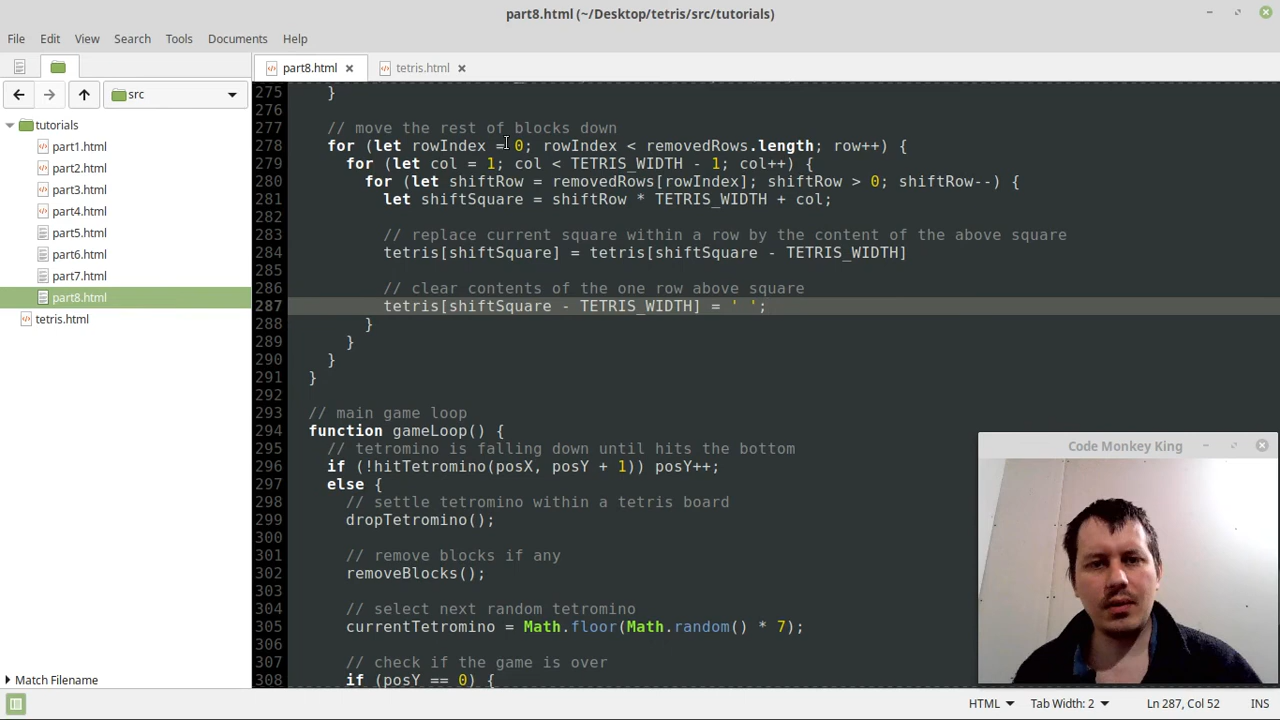 part8.html (~/Desktop/tetris/src/tutorials)
File Edit View Search Tools Documents Help
part8.html tetris.html
src
tutorials
part1.html
part2.html
part3.html
part4.html
part5.html
part6.html
part7.html
part8.html
tetris.html
Match Filename
275 }
276
277 // move the rest of blocks down
278 for (let rowIndex = 0; rowIndex < removedRows.length; row++) {
279 for (let col = 1; col < TETRIS_WIDTH - 1; col++) {
280 for (let shiftRow = removedRows[rowIndex]; shiftRow > 0; shiftRow--) {
281 let shiftSquare = shiftRow * TETRIS_WIDTH + col;
282
283 // replace current square within a row by the content of the above square
284 tetris[shiftSquare] = tetris[shiftSquare - TETRIS_WIDTH]
285
286 // clear contents of the one row above square
287 tetris[shiftSquare - TETRIS_WIDTH] = ' ';
288 }
289 }
290 }
291 }
292
293 // main game loop
294 function gameLoop() {
295 // tetromino is falling down until hits the bottom
296 if (!hitTetromino(posX, posY + 1)) posY++;
297 else {
298 // settle tetromino within a tetris board
299 dropTetromino();
300
301 // remove blocks if any
302 removeBlocks();
303
304 // select next random tetromino
305 currentTetromino = Math.floor(Math.random() * 7);
306
307 // check if the game is over
308 if (posY == 0) {
Code Monkey King
HTML Tab Width: 2 Ln 287, Col 52 INS